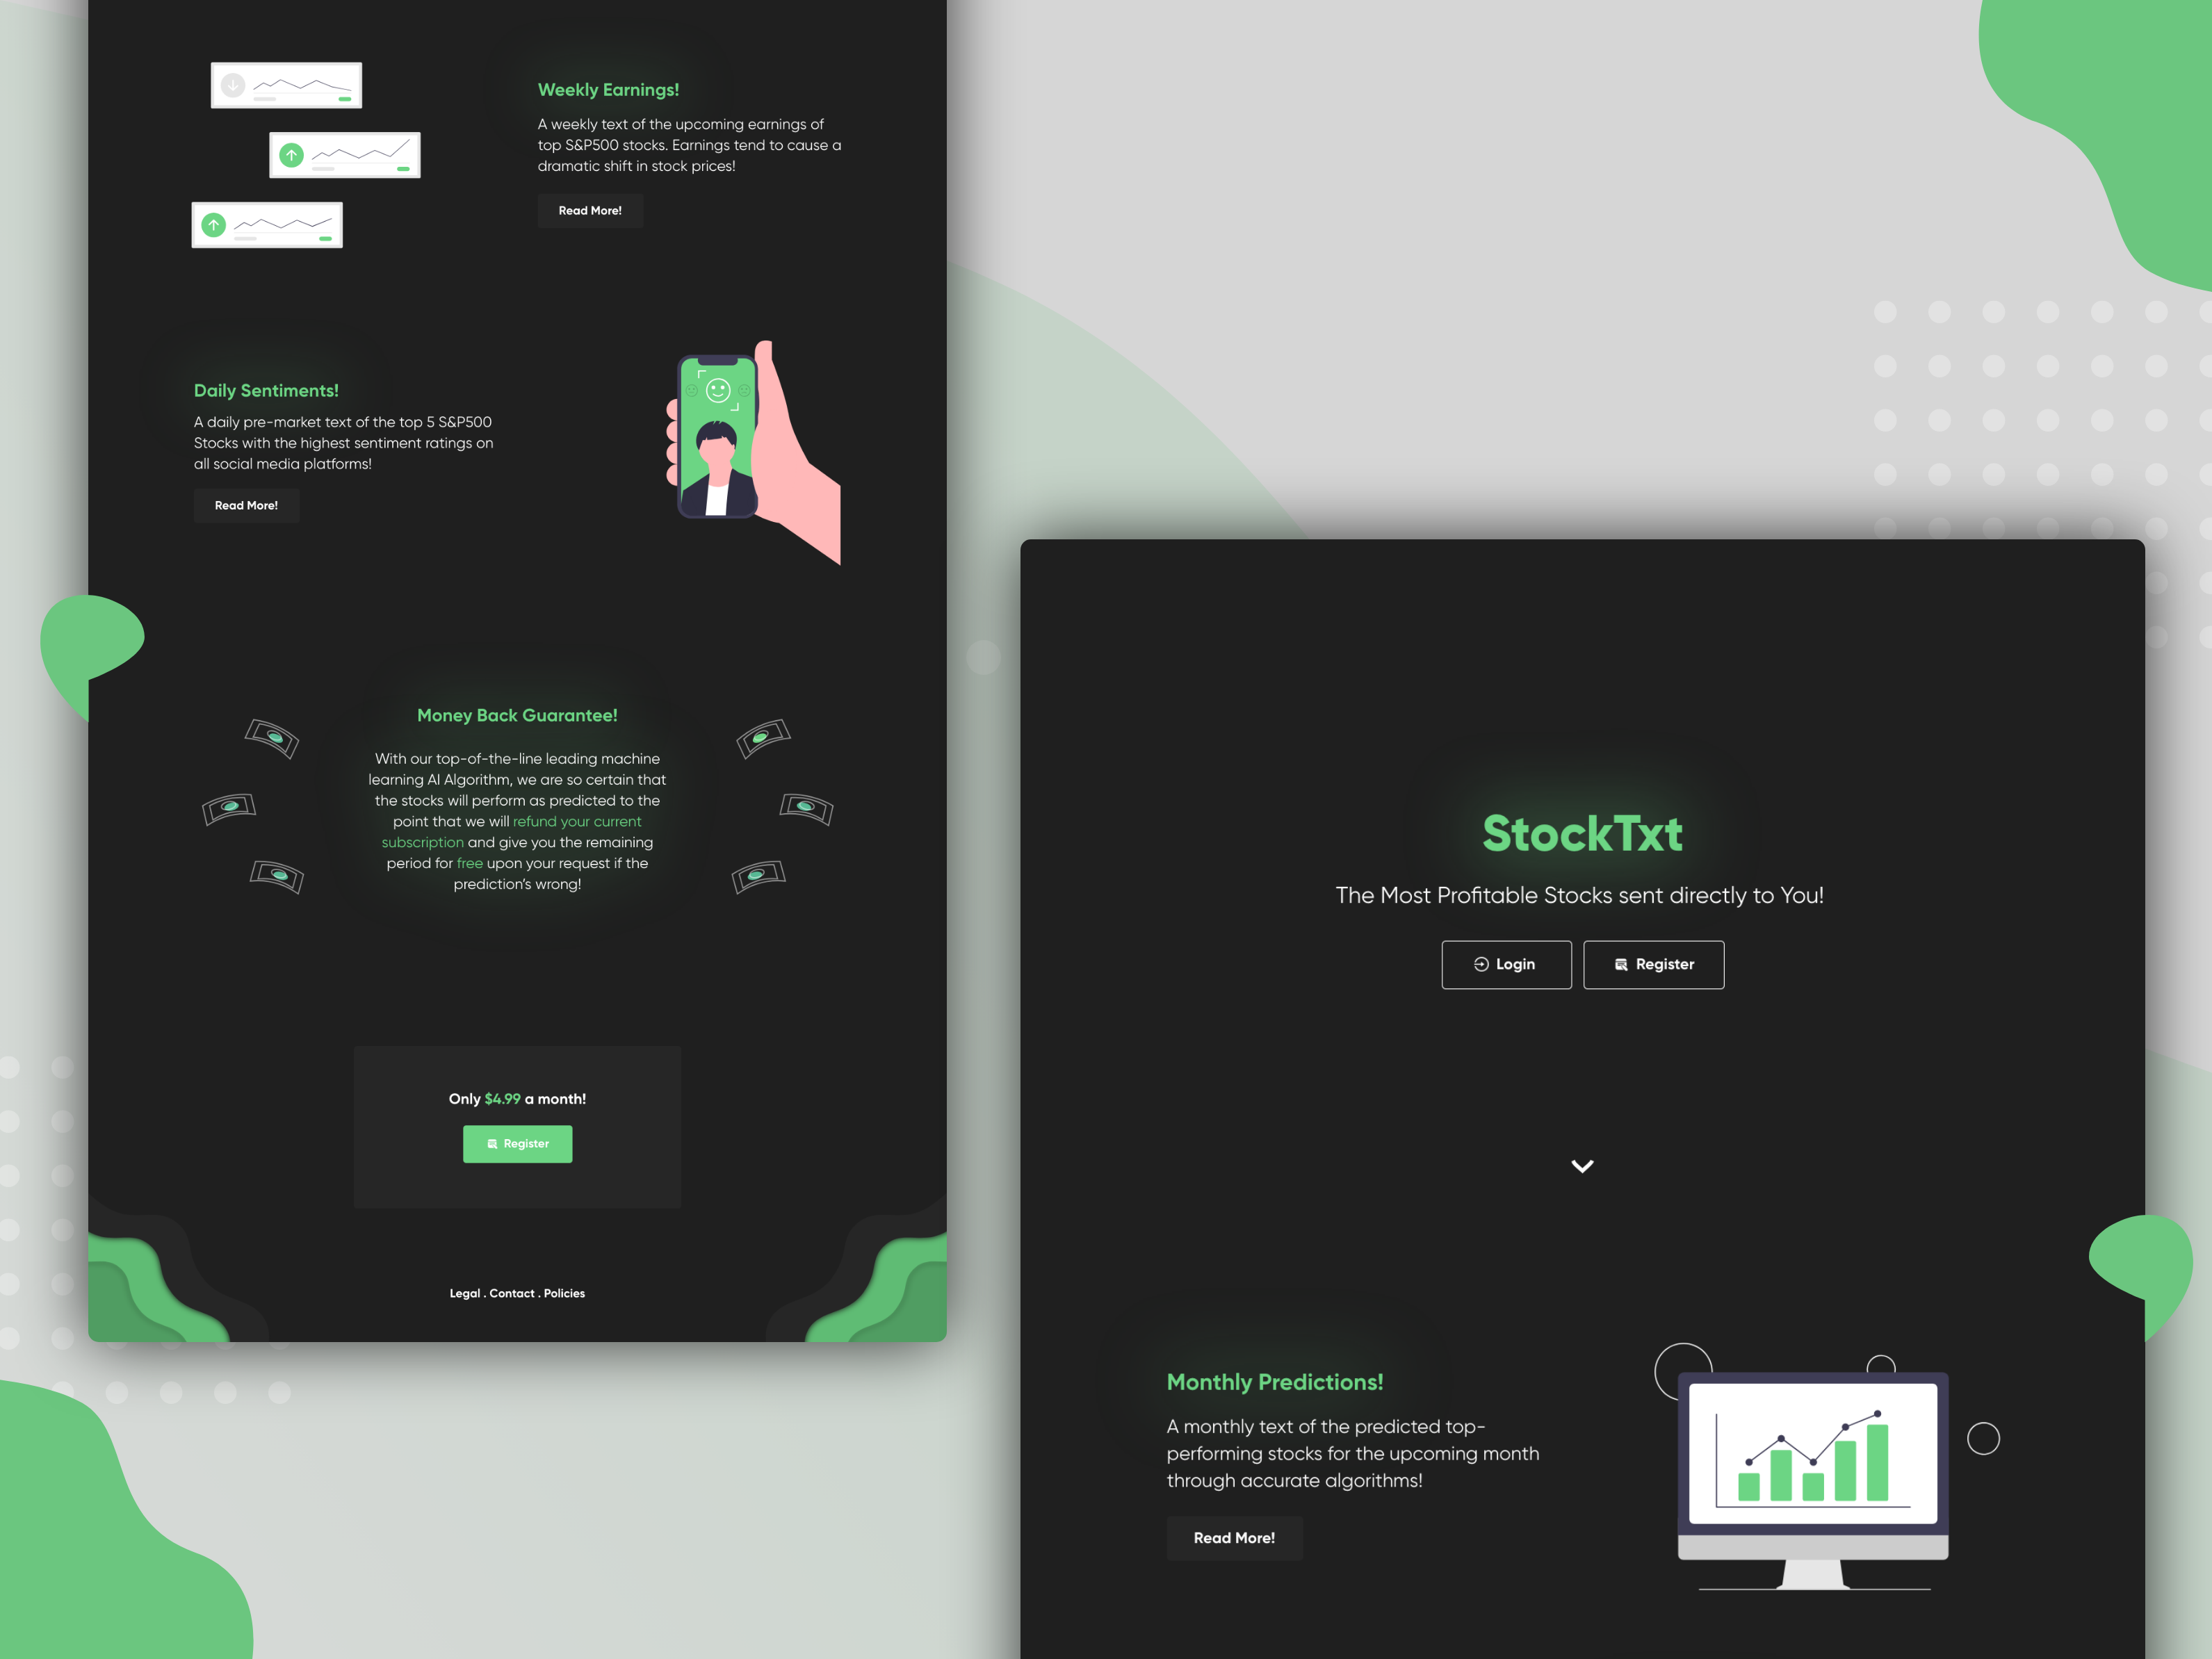 Weekly Earnings!
A weekly text of the upcoming earnings of
top S&P500 stocks. Earnings tend to cause a
dramatic shift in stock prices!
Read More!
Daily Sentiments!
A daily pre-market text of the top 5 S&P500
Stocks with the highest sentiment ratings on
all social media platforms!
Read More!
Money Back Guarantee!
With our top-of-the-line leading machine
learning AI Algorithm, we are so certain that
the stocks will perform as predicted to the
point that we will refund your current
subscription and give you the remaining
period for free upon your request if the
prediction's wrong!
Only $4.99 a month!
Register
Legal . Contact . Policies
StockTxt
The Most Profitable Stocks sent directly to You!
Login
Register
Monthly Predictions!
A monthly text of the predicted top-
performing stocks for the upcoming month
through accurate algorithms!
Read More!